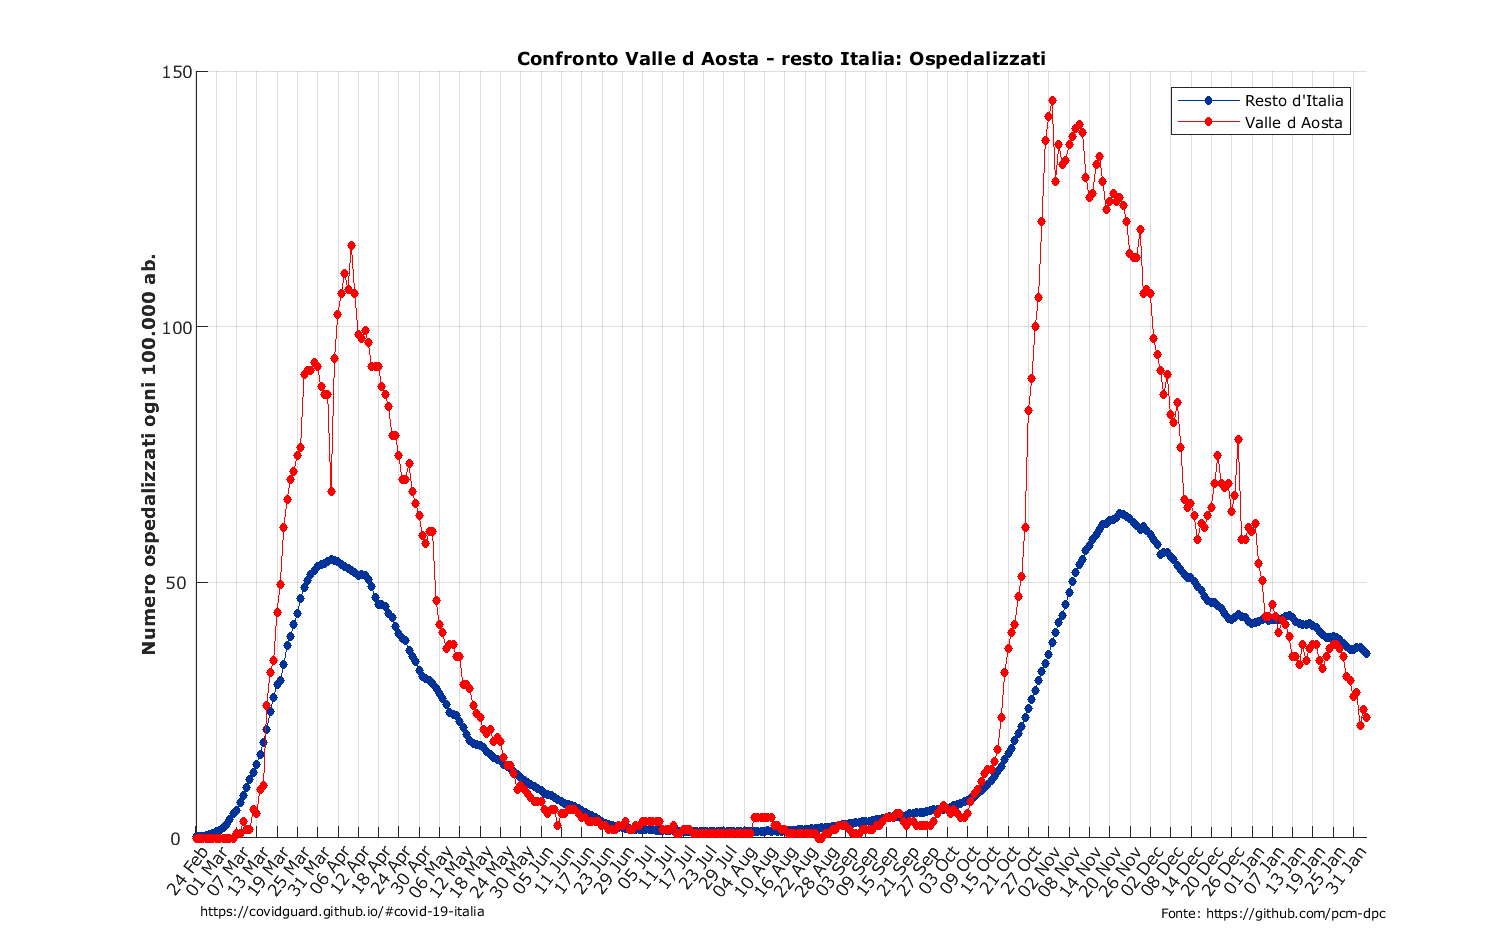 Confronto Valle d Aosta - resto Italia: Ospedalizzati
150
100
50
0
Numero ospedalizzati ogni 100.000 ab.
Resto d'Italia
Valle d Aosta
24 Feb
01 Mar
07 Mar
13 Mar
19 Mar
25 Mar
31 Mar
06 Apr
12 Apr
18 Apr
24 Apr
30 Apr
06 May
12 May
18 May
24 May
30 May
05 Jun
11 Jun
17 Jun
23 Jun
29 Jun
05 Jul
11 Jul
17 Jul
23 Jul
29 Jul
04 Aug
10 Aug
16 Aug
22 Aug
28 Aug
03 Sep
09 Sep
15 Sep
21 Sep
27 Sep
03 Oct
09 Oct
15 Oct
21 Oct
27 Oct
02 Nov
08 Nov
14 Nov
20 Nov
26 Nov
02 Dec
08 Dec
14 Dec
20 Dec
26 Dec
01 Jan
07 Jan
13 Jan
19 Jan
25 Jan
31 Jan
https://covidguard.github.io/#covid-19-italia
Fonte: https://github.com/pcm-dpc